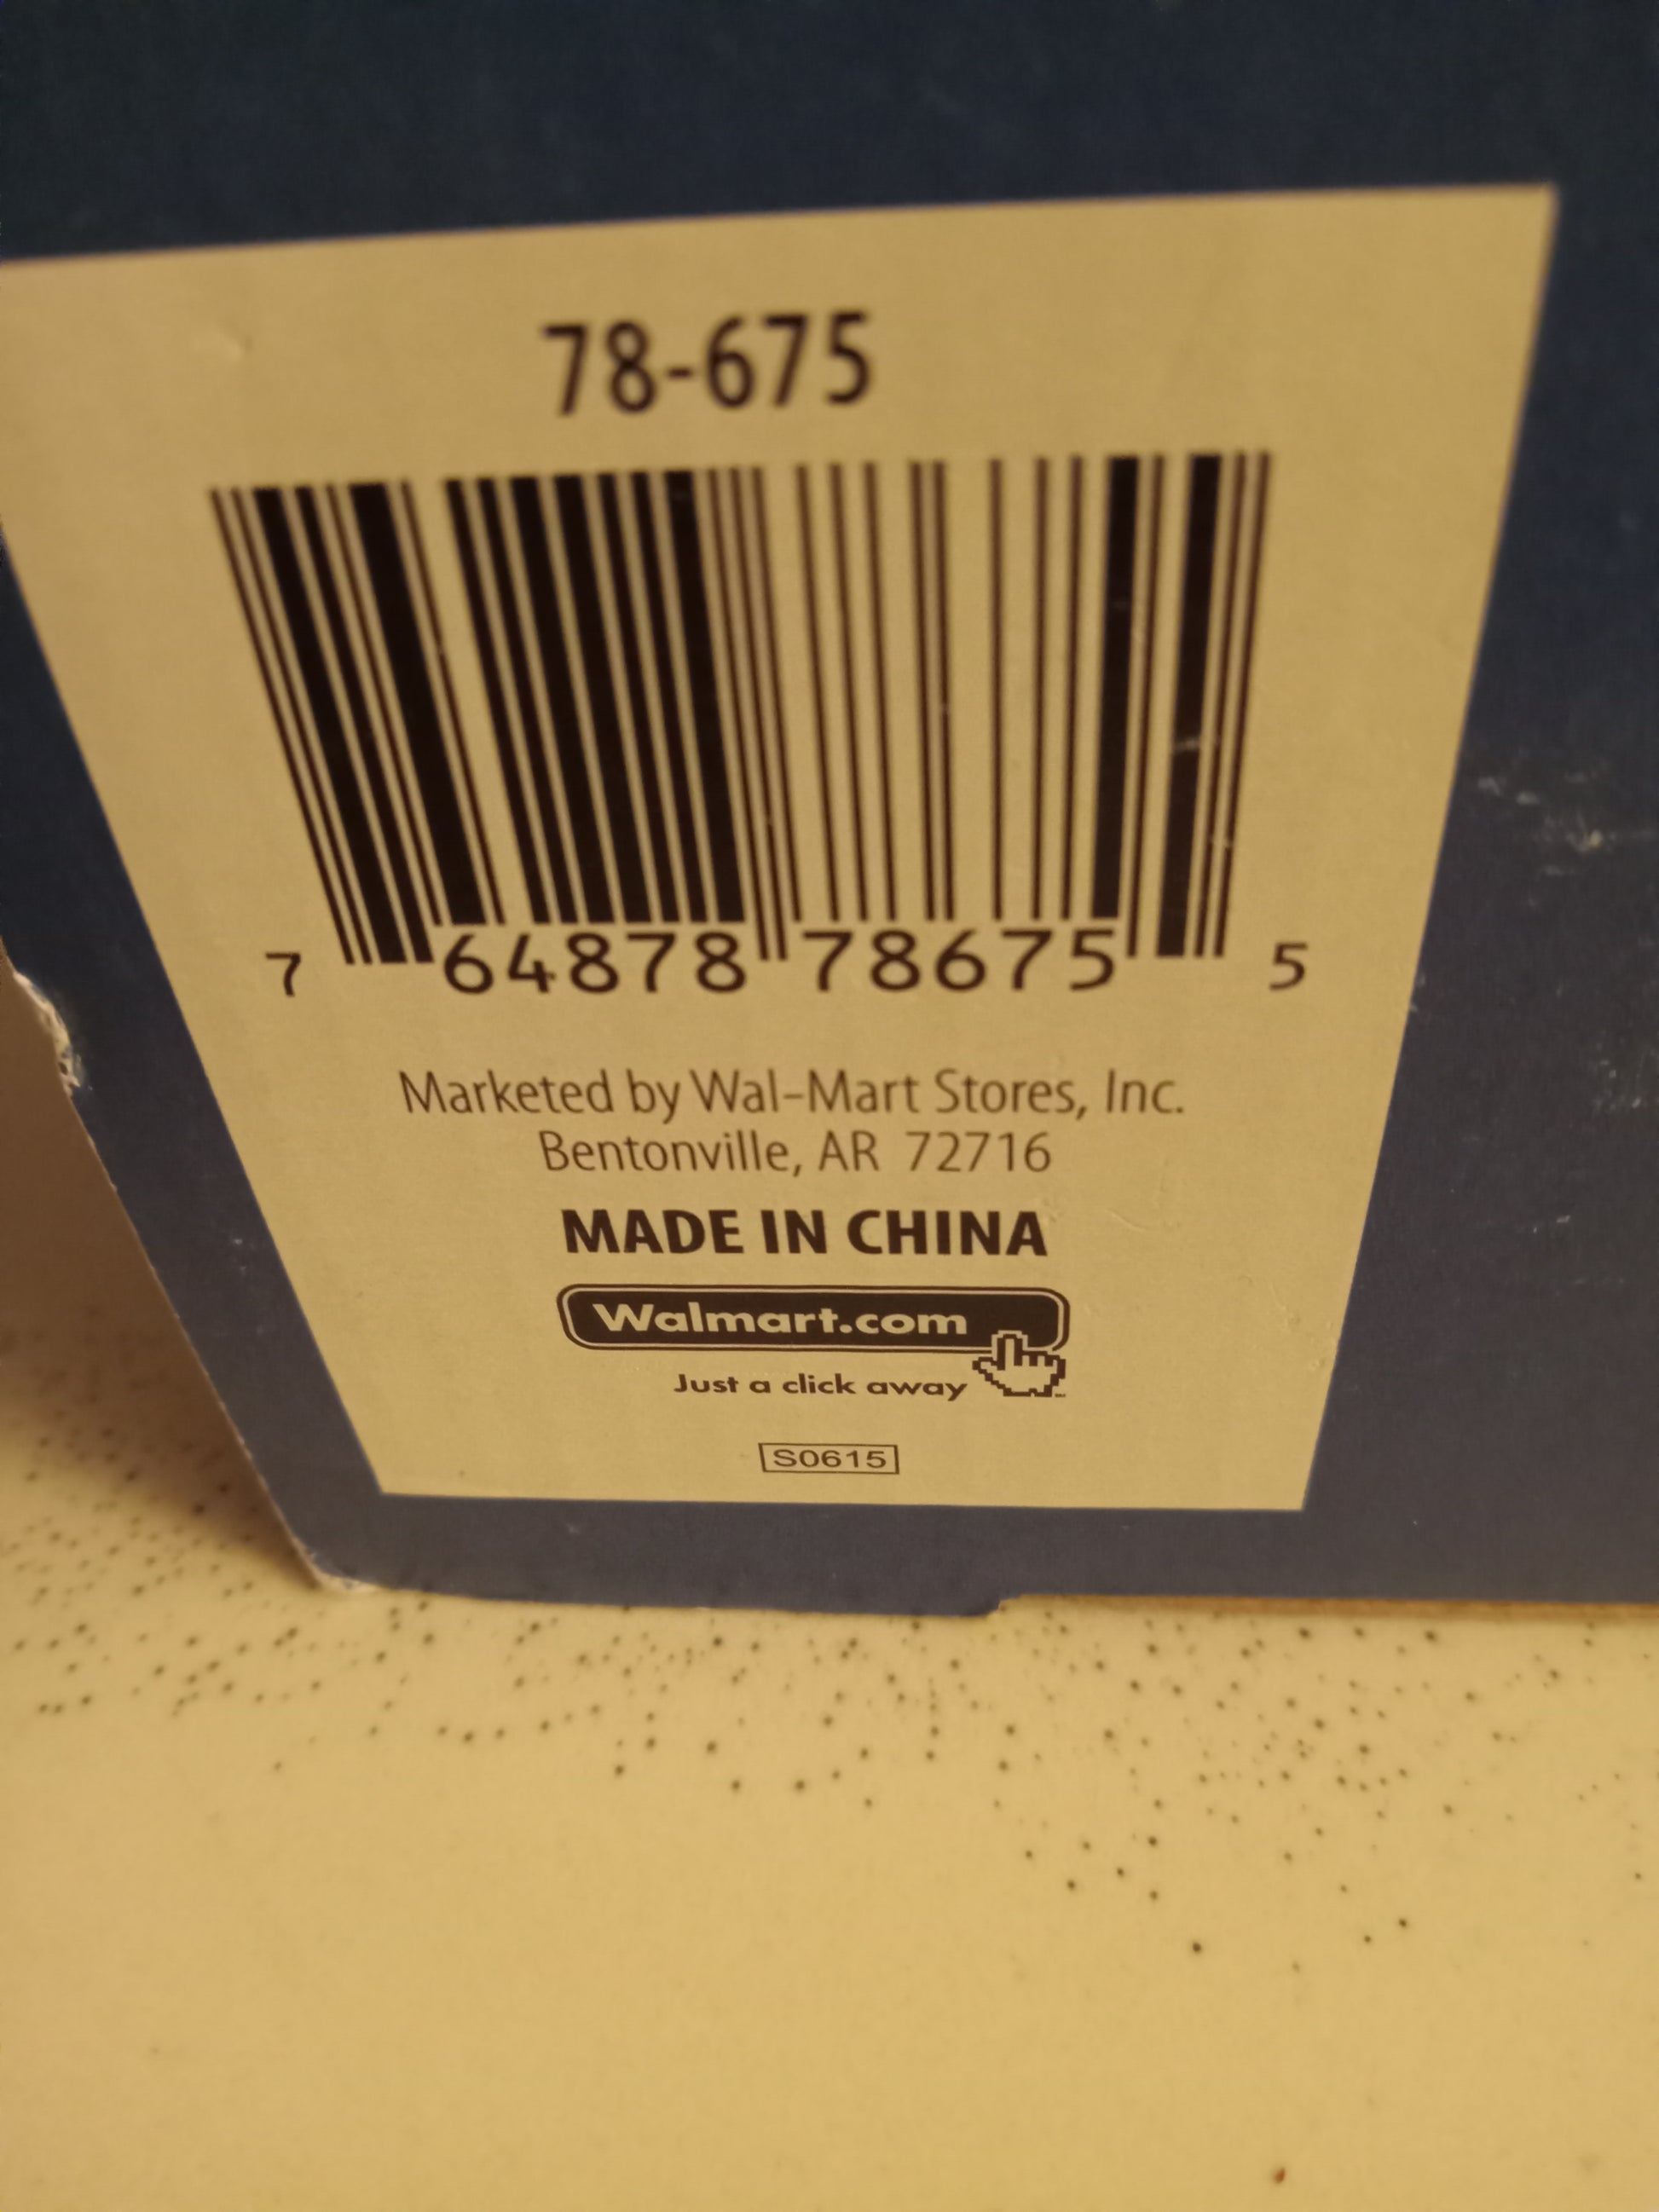 78-675
7 64878 78675 5
Marketed by Wal-Mart Stores, Inc.
Bentonville, AR 72716
MADE IN CHINA
Walmart.com
Just a click away
S0615